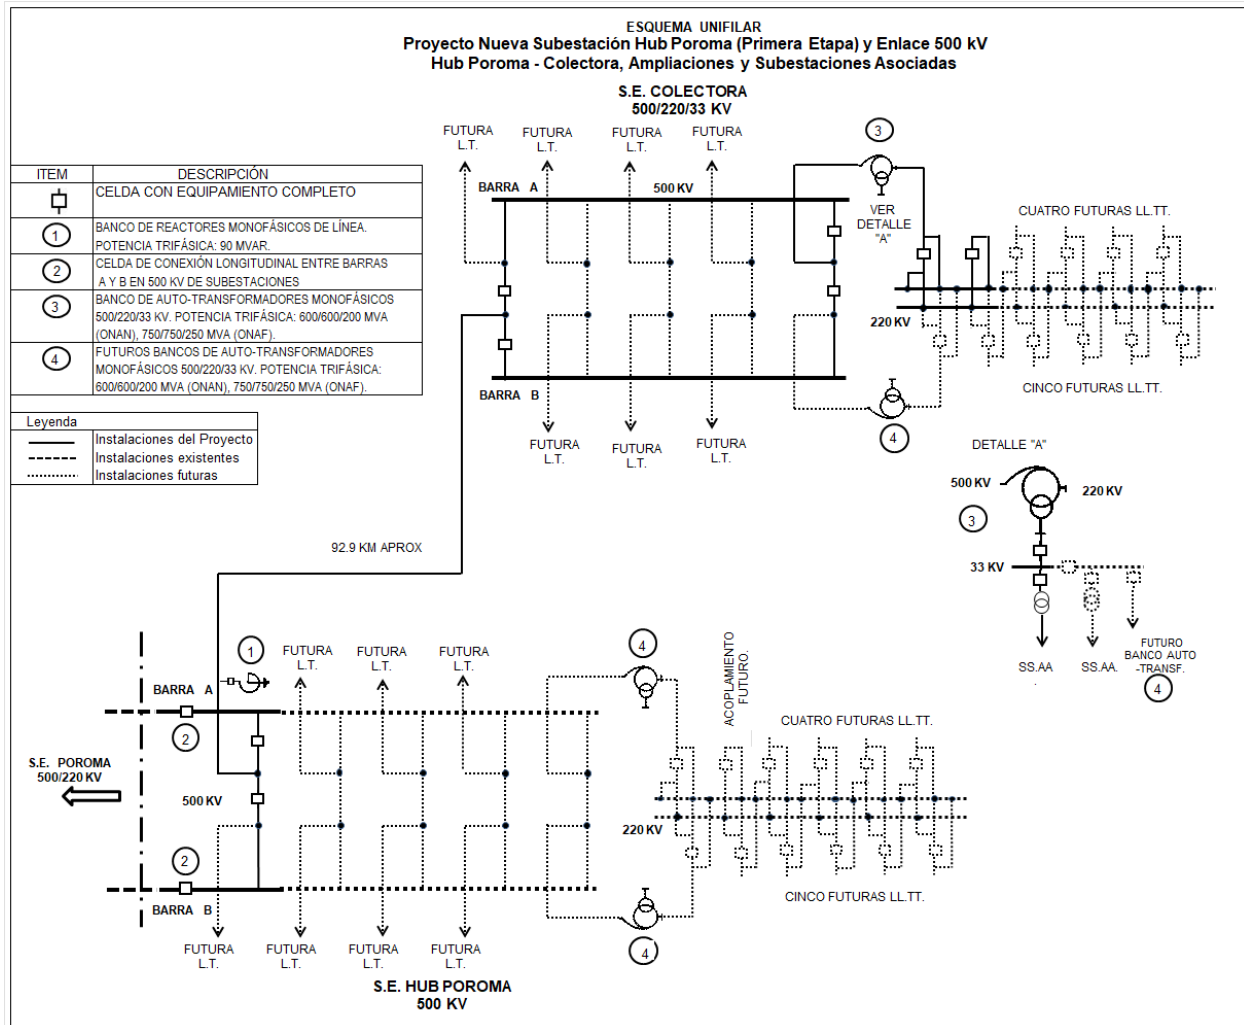 ESQUEMA UNIFILAR
Proyecto Nueva Subestación Hub Poroma (Primera Etapa) y Enlace 500 kV
Hub Poroma - Colectora, Ampliaciones y Subestaciones Asociadas
S.E. COLECTORA
500/220/33 KV
FUTURA
L.T.
FUTURA
L.T.
FUTURA
L.T.
FUTURA
L.T.
3
ITEM
DESCRIPCIÓN
CELDA CON EQUIPAMIENTO COMPLETO
1
BANCO DE REACTORES MONOFÁSICOS DE LÍNEA.
POTENCIA TRIFÁSICA: 90 MVAR.
2
CELDA DE CONEXIÓN LONGITUDINAL ENTRE BARRAS
A Y B EN 500 KV DE SUBESTACIONES
3
BANCO DE AUTO-TRANSFORMADORES MONOFÁSICOS
500/220/33 KV. POTENCIA TRIFÁSICA: 600/600/200 MVA
(ONAN), 750/750/250 MVA (ONAF).
4
FUTUROS BANCOS DE AUTO-TRANSFORMADORES
MONOFÁSICOS 500/220/33 KV. POTENCIA TRIFÁSICA:
600/600/200 MVA (ONAN), 750/750/250 MVA (ONAF).
Leyenda
Instalaciones del Proyecto
Instalaciones existentes
Instalaciones futuras
BARRA A
500 KV
VER
DETALLE
"A"
CUATRO FUTURAS LL.TT.
220 KV
CINCO FUTURAS LL.TT.
BARRA B
4
FUTURA
L.T.
FUTURA
L.T.
FUTURA
L.T.
DETALLE "A"
500 KV
220 KV
3
33 KV
SS.AA
.
SS.AA.
FUTURO
BANCO AUTO
-TRANSF.
4
92.9 KM APROX
1
FUTURA
L.T.
FUTURA
L.T.
FUTURA
L.T.
4
ACOPLAMIENTO
FUTURO.
BARRA A
2
CUATRO FUTURAS LL.TT.
S.E. POROMA
500/220 KV
500 KV
220 KV
2
BARRA B
CINCO FUTURAS LL.TT.
4
FUTURA
L.T.
FUTURA
L.T.
FUTURA
L.T.
FUTURA
L.T.
S.E. HUB POROMA
500 KV